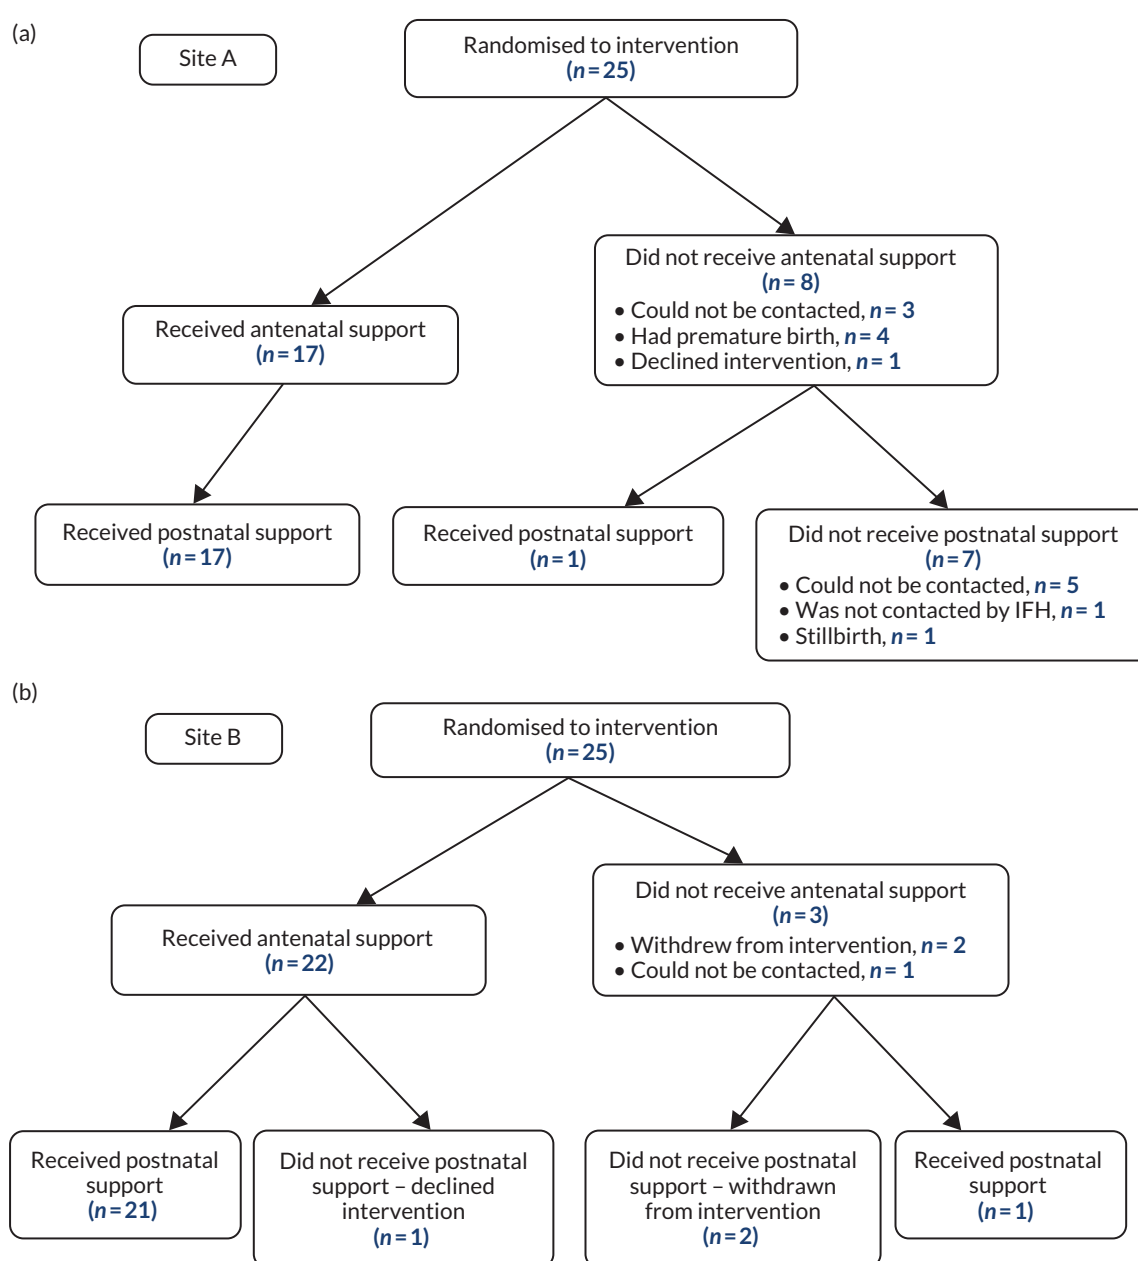 (a)
Site A
Randomised to intervention
(n = 25)
Received antenatal support
(n = 17)
Did not receive antenatal support
(n = 8)
• Could not be contacted, n = 3
• Had premature birth, n = 4
• Declined intervention, n = 1
Received postnatal support
(n = 17)
Received postnatal support
(n = 1)
Did not receive postnatal support
(n = 7)
• Could not be contacted, n = 5
• Was not contacted by IFH, n = 1
• Stillbirth, n = 1
(b)
Site B
Randomised to intervention
(n = 25)
Received antenatal support
(n = 22)
Did not receive antenatal support
(n = 3)
• Withdrew from intervention, n = 2
• Could not be contacted, n = 1
Received postnatal
support
(n = 21)
Did not receive postnatal
support – declined
intervention
(n = 1)
Did not receive postnatal
support – withdrawn
from intervention
(n = 2)
Received postnatal
support
(n = 1)